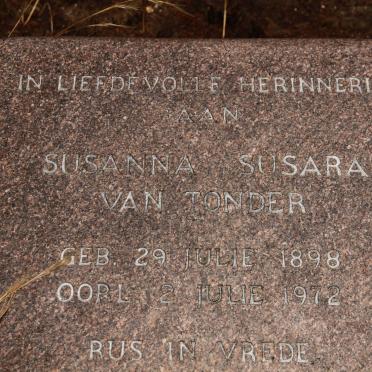 IN LIEFDEVOLLE HERINNERI
AAN
SUSANNA SUSARA
VAN TONDER
GEB. 29 JULIE 1898
OORL. 2 JULIE 1972
RUS IN VREDE